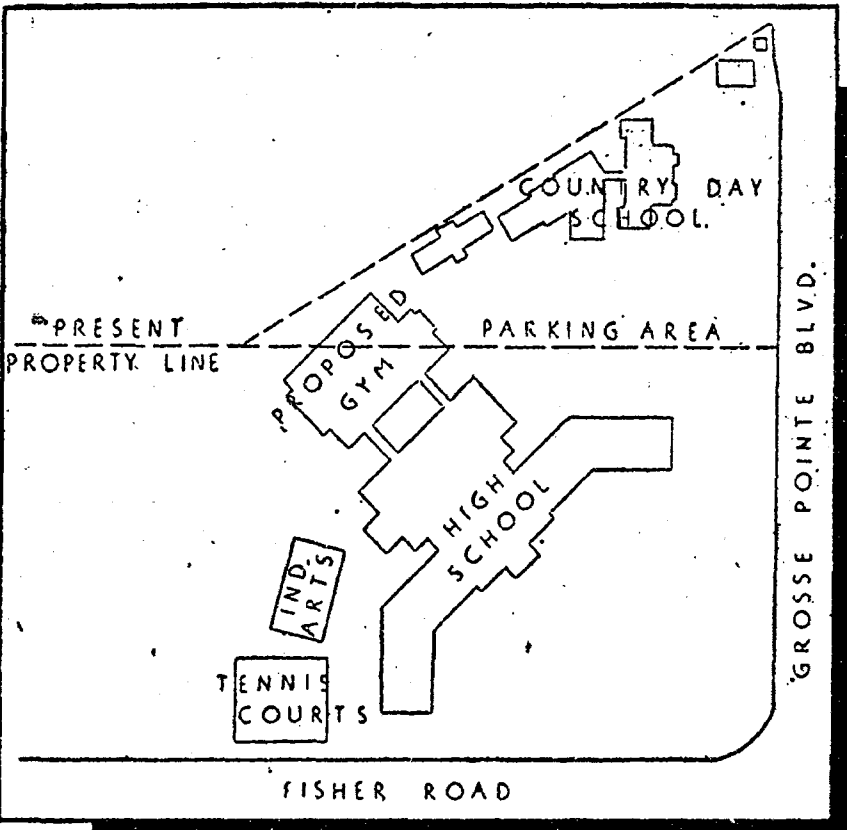 COUNTRY DAY
SCHOOL.
PRESENT
PROPERTY LINE
PROPOSED
GYM
PARKING AREA
GROSSE POINTE BLVD.
HIGH
SCHOOL
IND.
ARTS
TENNIS
COURTS
FISHER ROAD